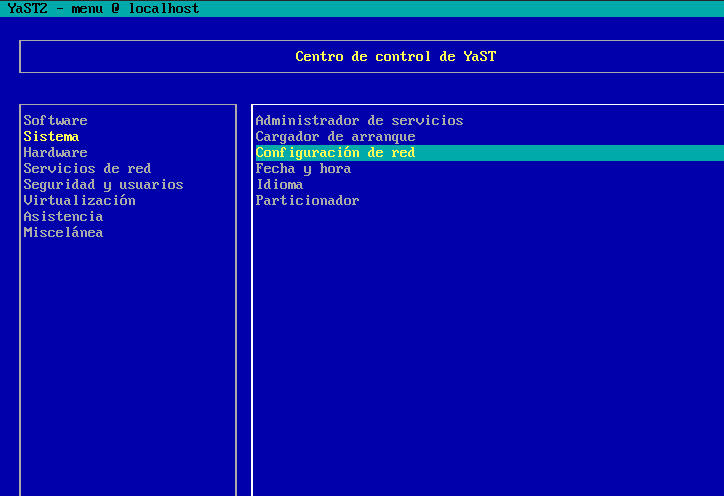 YaST2 - menu @ localhost
Centro de control de YaST
Software
Sistema
Hardware
Servicios de red
Seguridad y usuarios
Virtualización
Asistencia
Miscelánea
Administrador de servicios
Cargador de arranque
Configuración de red
Fecha y hora
Idioma
Particionador